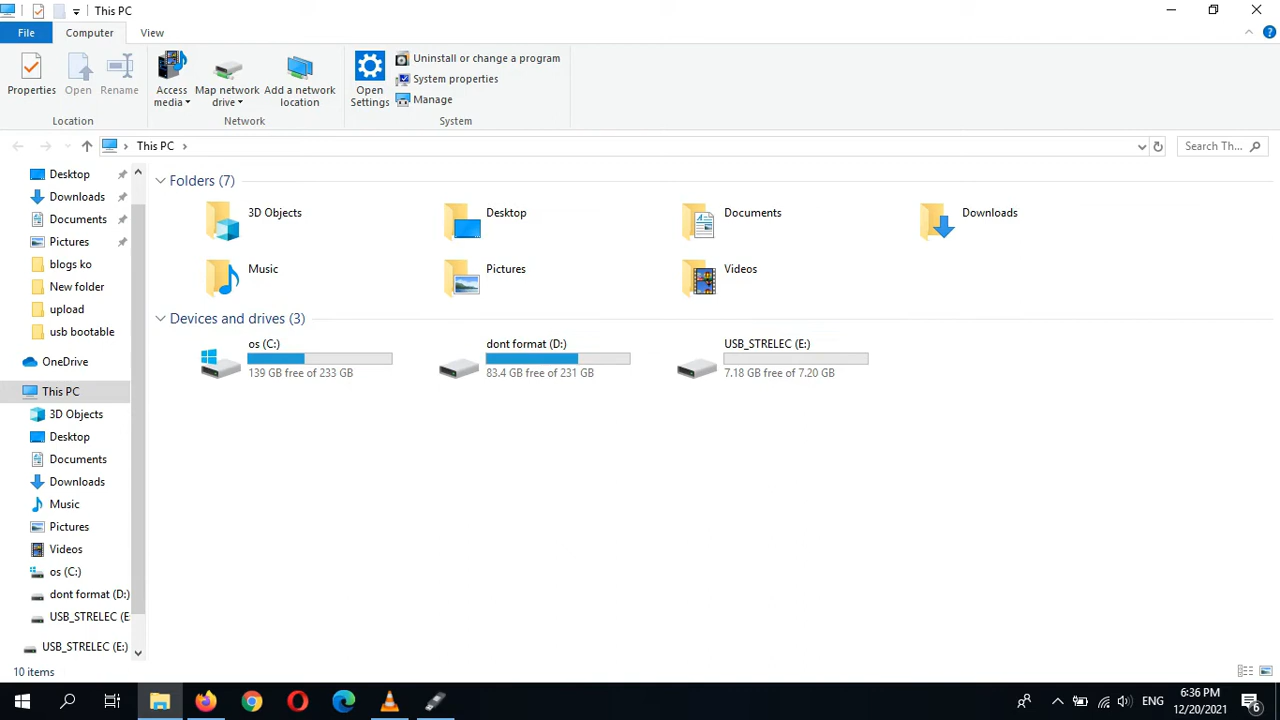 This PC
File
Computer
View
Properties
Open
Rename
Access media
Map network drive
Add a network location
Open Settings
Uninstall or change a program
System properties
Manage
Location
Network
System
This PC
Search Th...
Desktop
Downloads
Documents
Pictures
blogs ko
New folder
upload
usb bootable
OneDrive
This PC
3D Objects
Desktop
Documents
Downloads
Music
Pictures
Videos
os (C:)
dont format (D:)
USB_STRELEC (E
USB_STRELEC (E:)
Folders (7)
3D Objects
Desktop
Documents
Downloads
Music
Pictures
Videos
Devices and drives (3)
os (C:)
139 GB free of 233 GB
dont format (D:)
83.4 GB free of 231 GB
USB_STRELEC (E:)
7.18 GB free of 7.20 GB
10 items
ENG
6:36 PM
12/20/2021
6